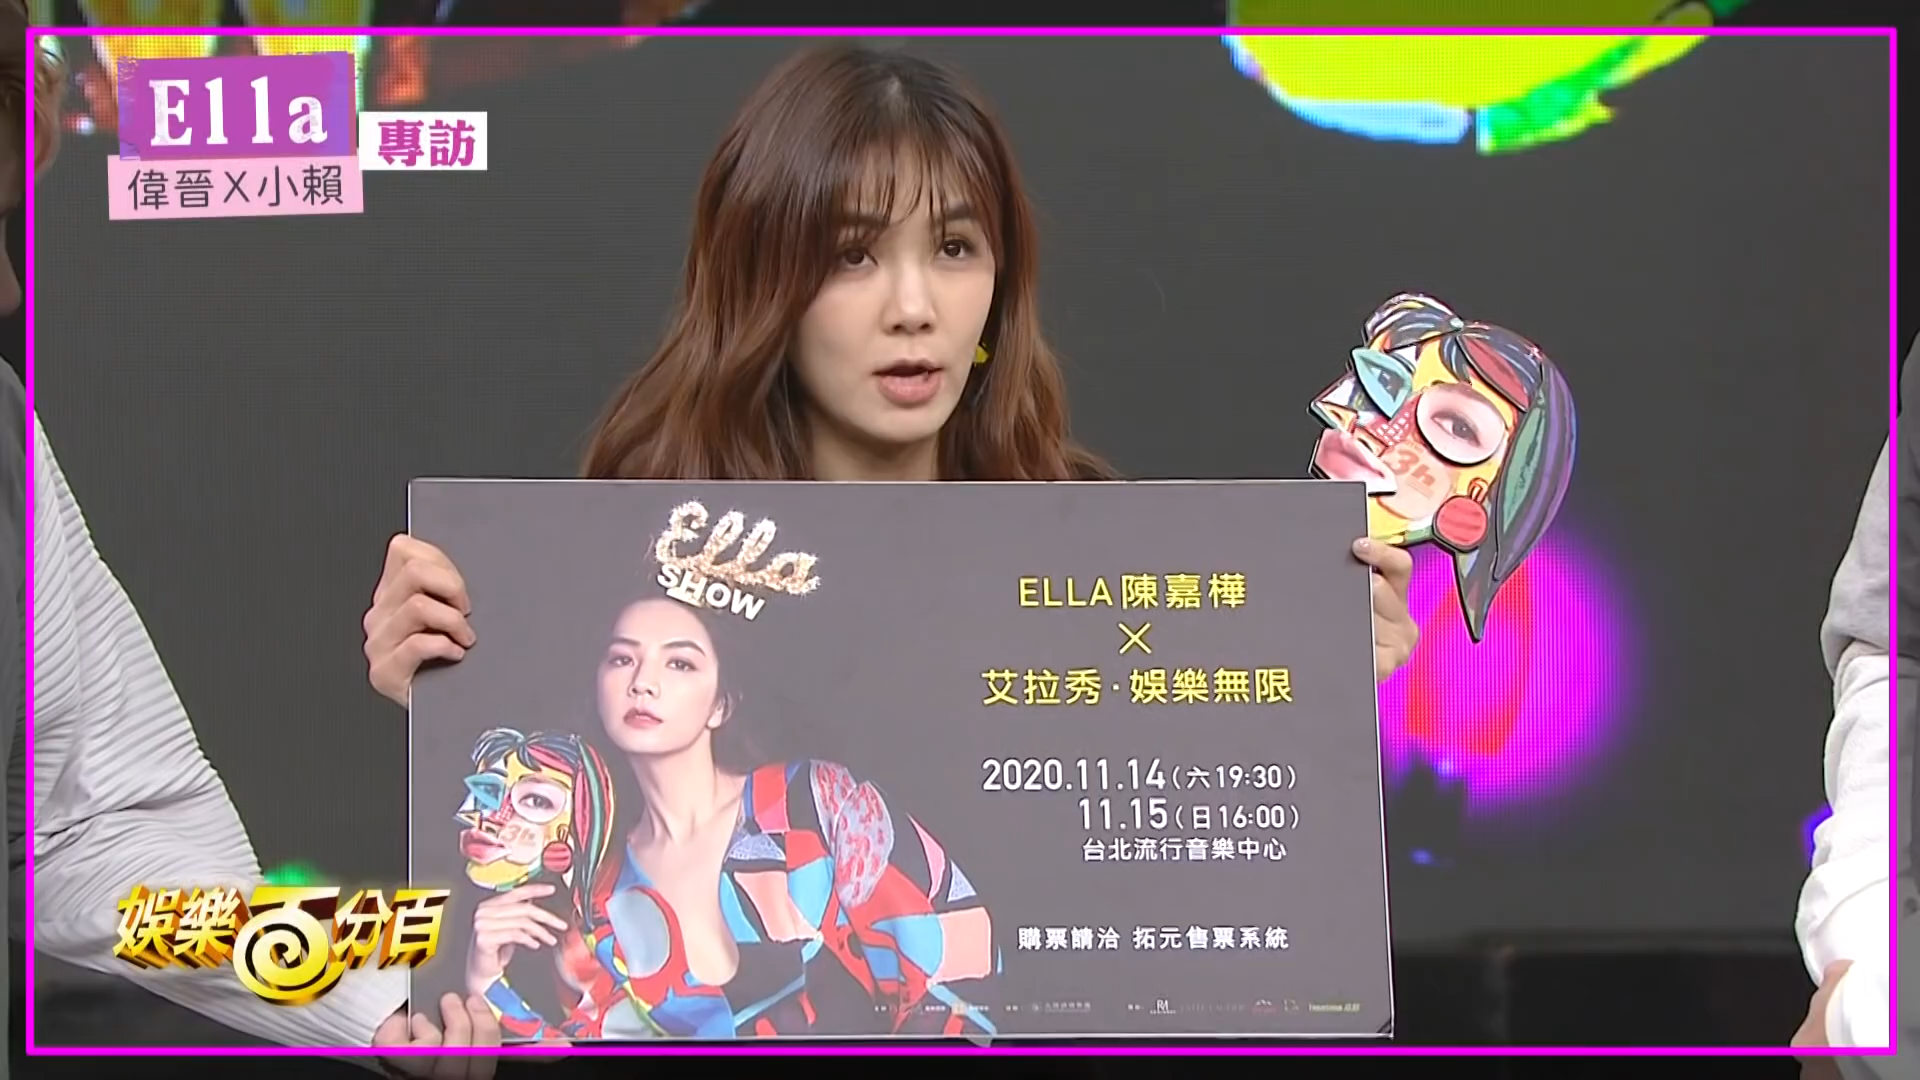 Ella
專訪
偉晉X小賴
Ella
SHOW
ELLA陳嘉樺
X
艾拉秀·娛樂無限
2020.11.14(六19:30)
11.15(日16:00)
台北流行音樂中心
購票請洽 拓元售票系統
3h
3h
娛樂百分百